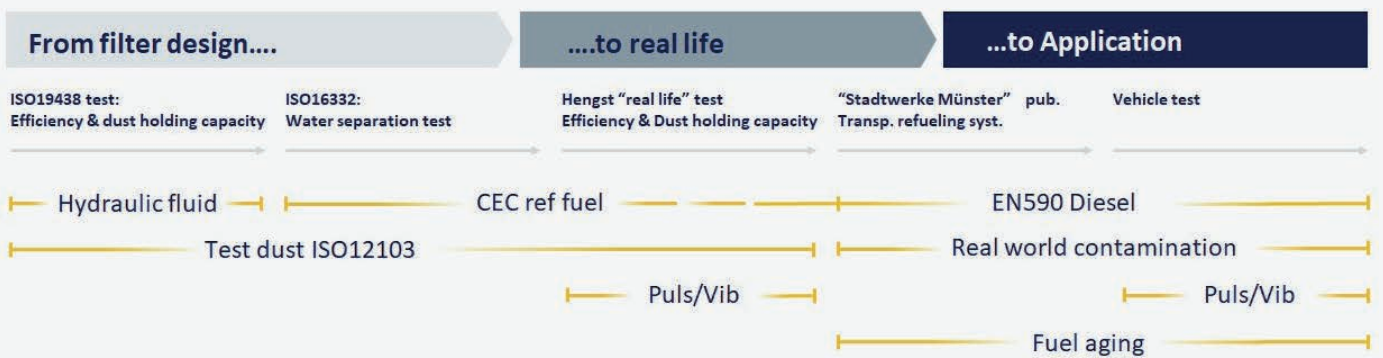 From filter design....
....to real life
...to Application
ISO19438 test:
Efficiency & dust holding capacity
ISO16332:
Water separation test
Hengst “real life” test
Efficiency & Dust holding capacity
“Stadtwerke Münster” pub.
Transp. refueling syst.
Vehicle test
Hydraulic fluid
CEC ref fuel
EN590 Diesel
Test dust ISO12103
Real world contamination
Puls/Vib
Puls/Vib
Fuel aging